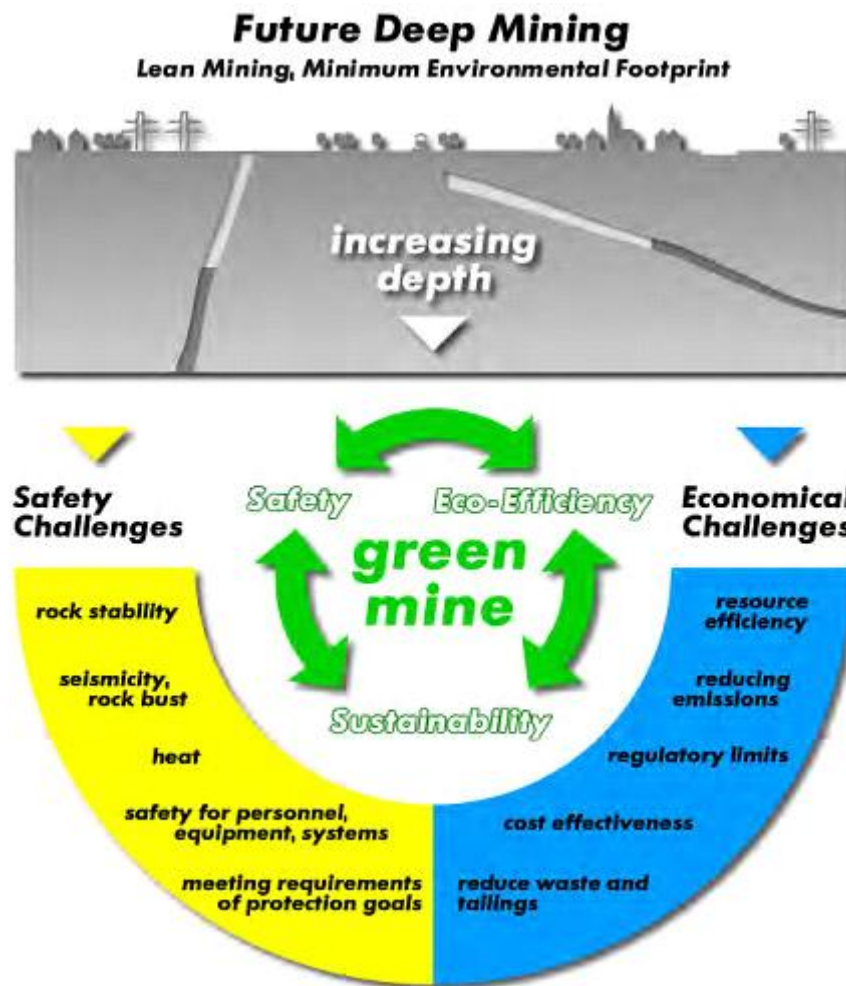 Future Deep Mining
Lean Mining, Minimum Environmental Footprint
increasing
depth
Safety
Challenges
Safety
Eco-Efficiency
green
mine
Sustainability
Economical
Challenges
rock stability
seismicity,
rock bust
heat
safety for personnel,
equipment, systems
meeting requirements
of protection goals
resource
efficiency
reducing
emissions
regulatory limits
cost effectiveness
reduce waste and
tallings